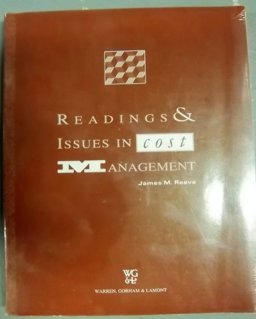 READINGS &
ISSUES IN cost
MANAGEMENT
James M. Reeve
WG
&L
WARREN, GORHAM & LAMONT